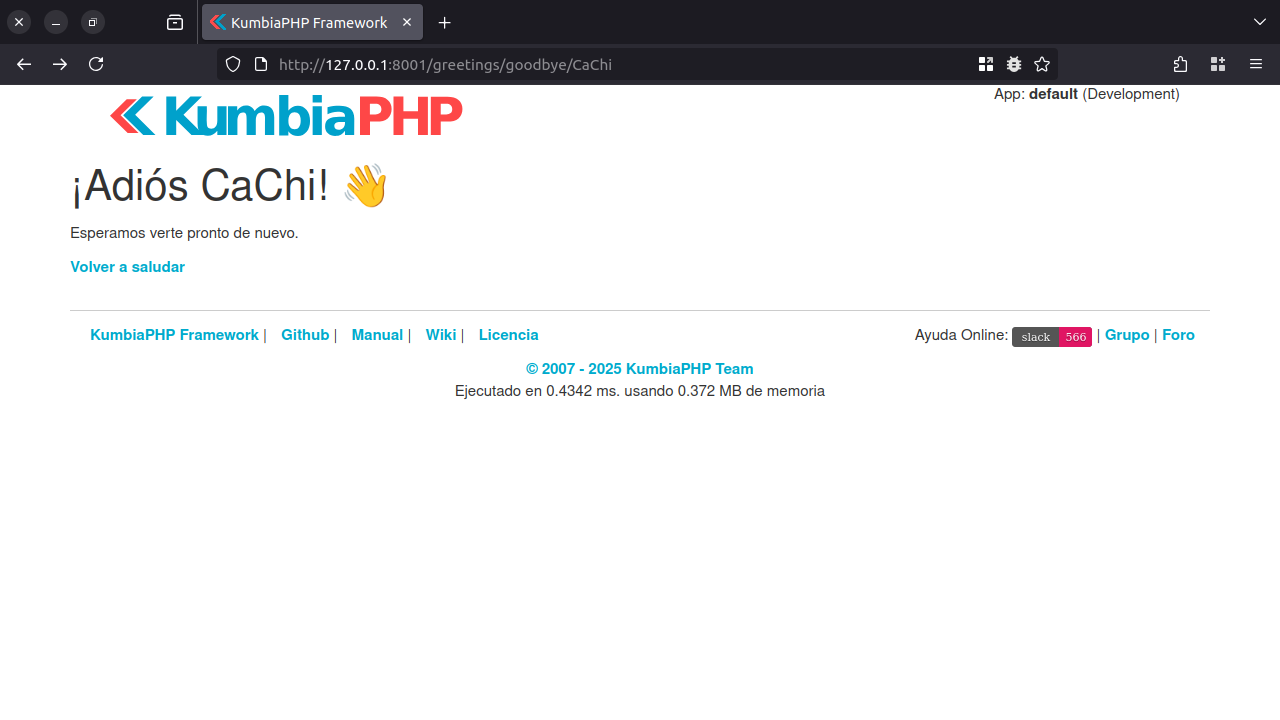 KumbiaPHP Framework
http://127.0.0.1:8001/greetings/goodbye/CaChi
KumbiaPHP
App: default (Development)
¡Adiós CaChi! 👋
Esperamos verte pronto de nuevo.
Volver a saludar
KumbiaPHP Framework | Github | Manual | Wiki | Licencia
Ayuda Online: slack 566 | Grupo | Foro
© 2007 - 2025 KumbiaPHP Team
Ejecutado en 0.4342 ms. usando 0.372 MB de memoria